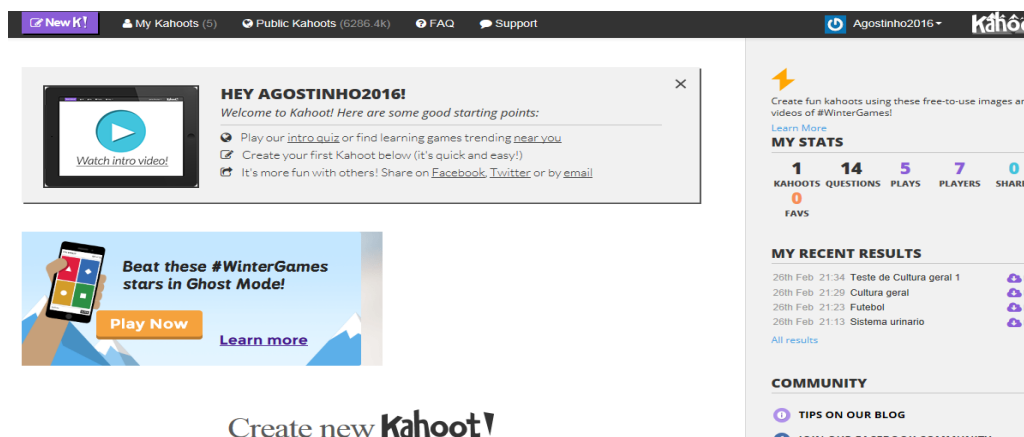 New K! My Kahoots (5) Public Kahoots (6286.4k) FAQ Support Agostinho2016
HEY AGOSTINHO2016!
Welcome to Kahoot! Here are some good starting points:
Play our intro quiz or find learning games trending near you
Create your first Kahoot below (it's quick and easy!)
It's more fun with others! Share on Facebook, Twitter or by email
Watch intro video!
Beat these #WinterGames
stars in Ghost Mode!
Play Now
Learn more
Create new Kahoot!
Create fun kahoots using these free-to-use images
videos of #WinterGames!
Learn More
MY STATS
1 14 5 7 0
KAHOOTS QUESTIONS PLAYS PLAYERS
0
FAVS
MY RECENT RESULTS
26th Feb 21:34 Teste de Cultura geral 1
26th Feb 21:29 Cultura geral
26th Feb 21:23 Futebol
26th Feb 21:13 Sistema urinario
All results
COMMUNITY
TIPS ON OUR BLOG
JOIN OUR FACEBOOK COMMUNITY